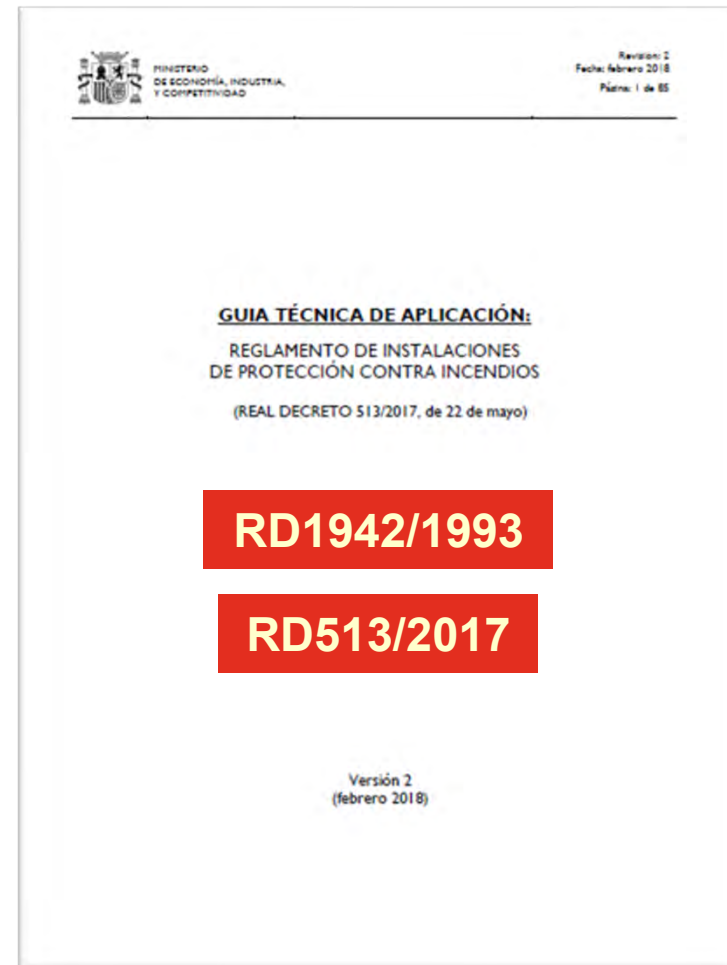 MINISTERIO
DE ECONOMÍA, INDUSTRIA,
Y COMPETITIVIDAD
Revision: 2
Fecha: febrero 2018
Página: 1 de 85
GUIA TÉCNICA DE APLICACIÓN:
REGLAMENTO DE INSTALACIONES
DE PROTECCIÓN CONTRA INCENDIOS
(REAL DECRETO 513/2017, de 22 de mayo)
RD1942/1993
RD513/2017
Versión 2
(febrero 2018)